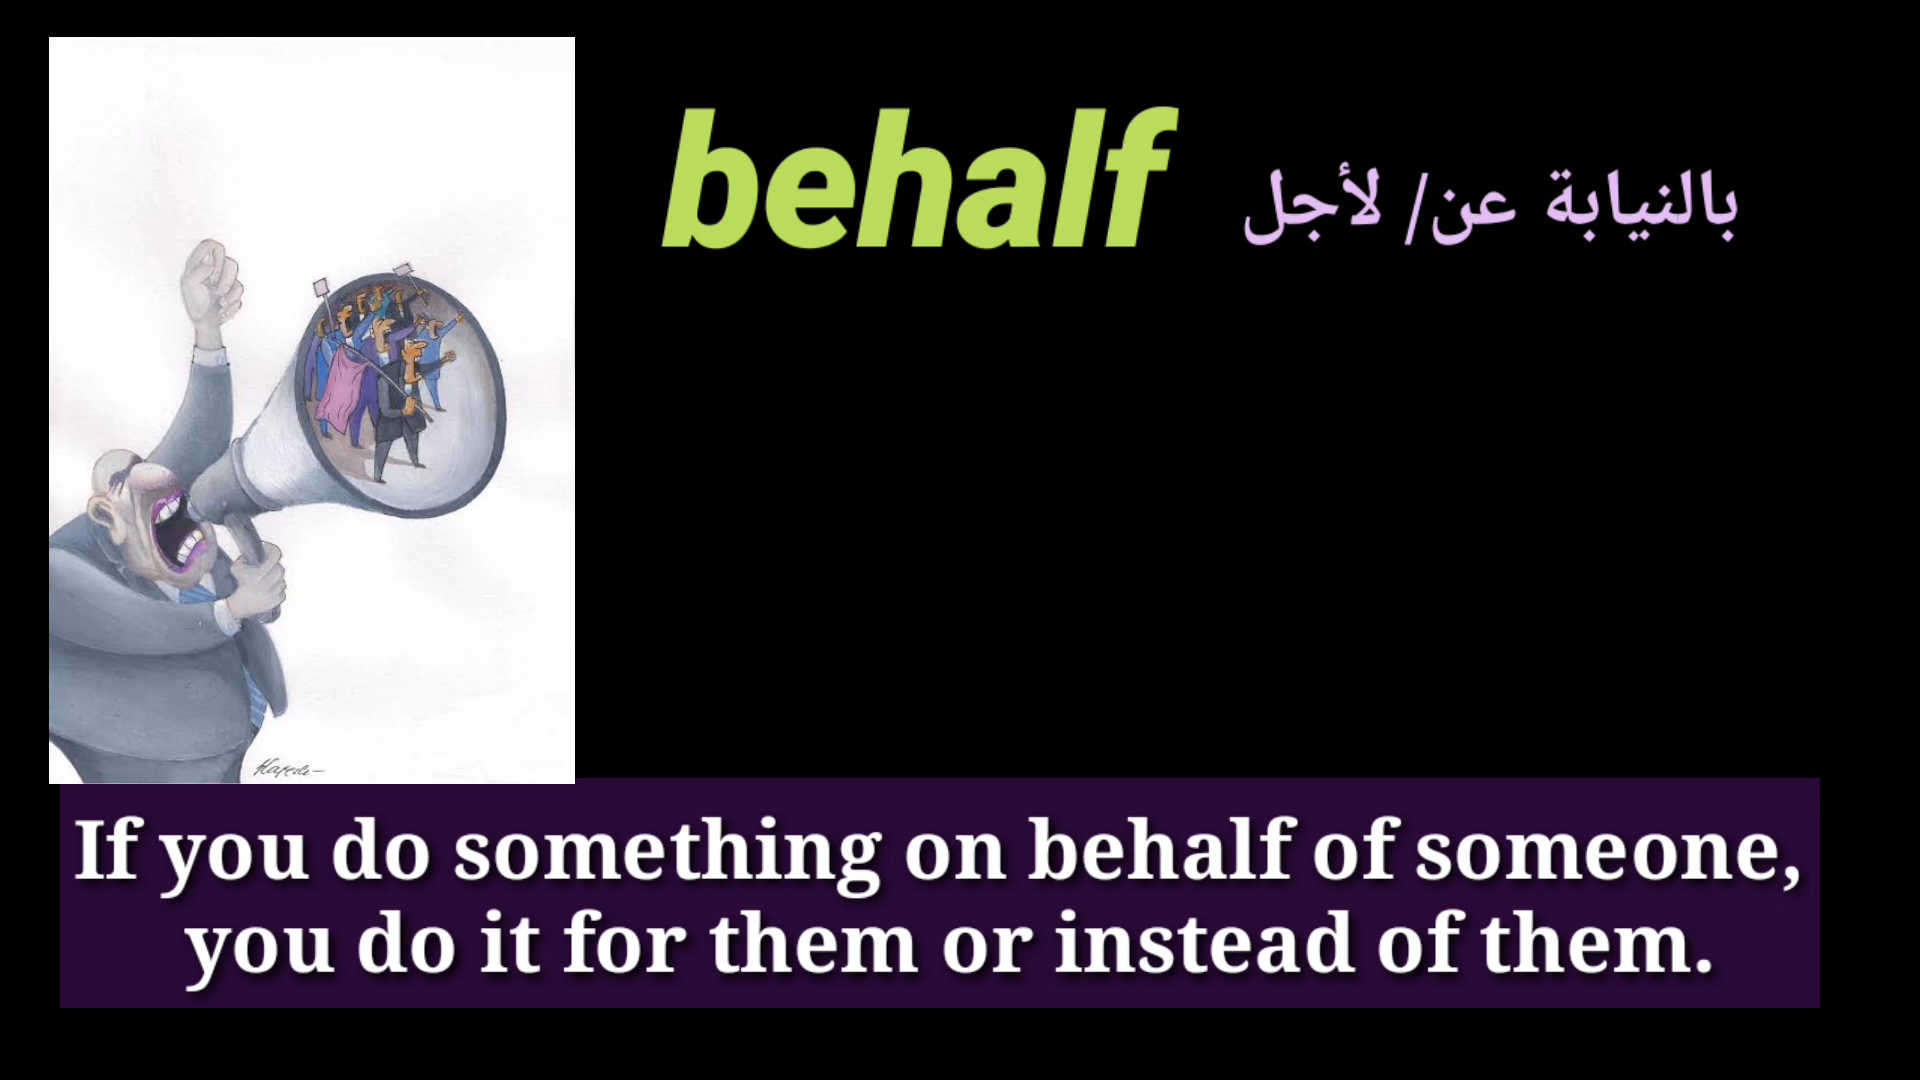 behalf
بالنيابة عن/ لأجل
If you do something on behalf of someone,
you do it for them or instead of them.